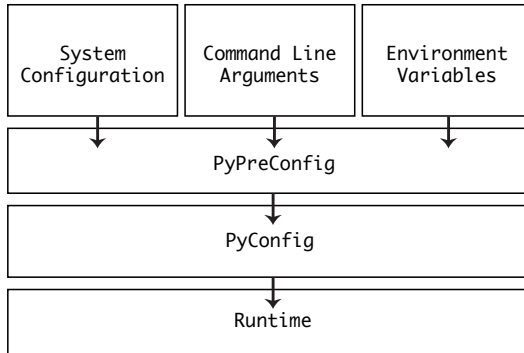 System
Configuration
Command Line
Arguments
Environment
Variables
PyPreConfig
PyConfig
Runtime